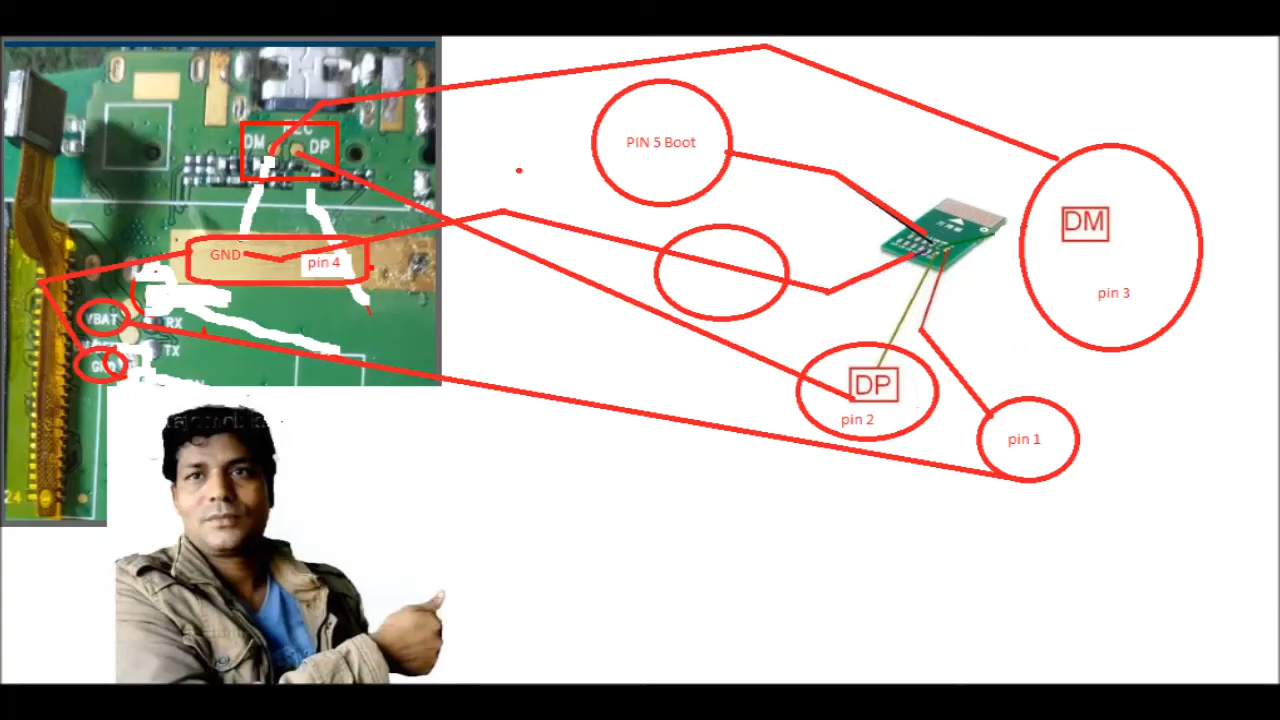 DM
DP
GND
pin 4
VBAT
RX
TX
24
PIN 5 Boot
DM
pin 3
DP
pin 2
pin 1